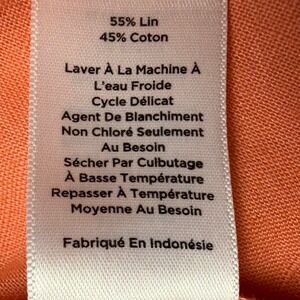 55% Lin
45% Coton
Laver À La Machine À
L'eau Froide
Cycle Délicat
Agent De Blanchiment
Non Chloré Seulement
Au Besoin
Sécher Par Culbutage
À Basse Température
Repasser À Température
Moyenne Au Besoin
Fabriqué En Indonésie